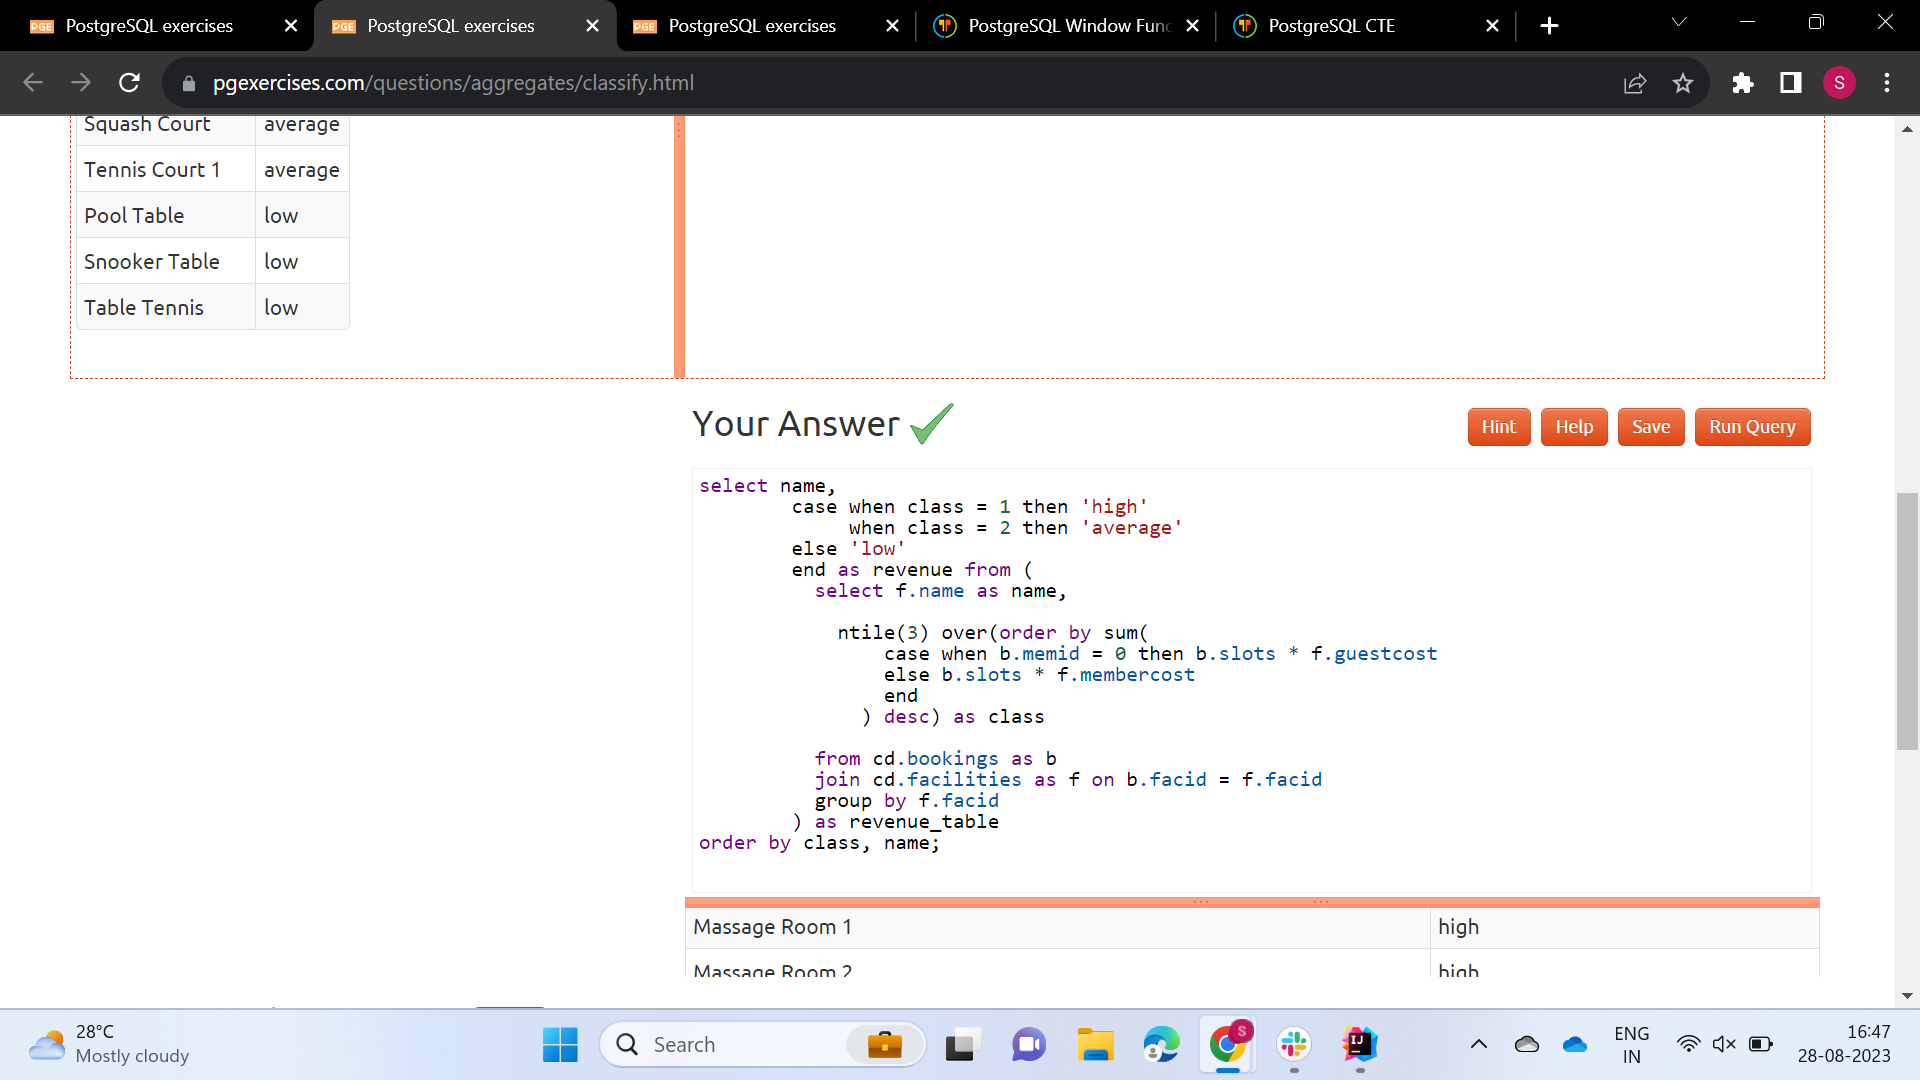 PostgreSQL exercises
PostgreSQL exercises
PostgreSQL exercises
PostgreSQL Window Func
PostgreSQL CTE
pgexercises.com/questions/aggregates/classify.html
S
Squash Court average
Tennis Court 1 average
Pool Table low
Snooker Table low
Table Tennis low
Your Answer
Hint Help Save Run Query
select name,
        case when class = 1 then 'high'
             when class = 2 then 'average'
        else 'low'
        end as revenue from (
          select f.name as name,
            ntile(3) over(order by sum(
                case when b.memid = 0 then b.slots * f.guestcost
                else b.slots * f.membercost
                end
              ) desc) as class
          from cd.bookings as b
          join cd.facilities as f on b.facid = f.facid
          group by f.facid
        ) as revenue_table
order by class, name;
Massage Room 1 high
Massage Room 2 high
28°C
Mostly cloudy
Search
ENG
IN
16:47
28-08-2023